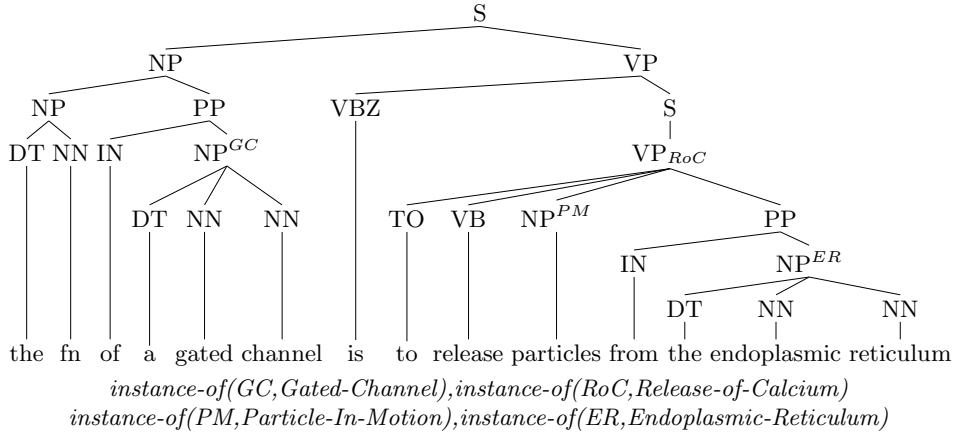 S
NP VP
NP PP VBZ S
DT NN IN NP^GC VP_RoC
DT NN NN TO VB NP^PM PP
IN NP^ER
DT NN NN
the fn of a gated channel is to release particles from the endoplasmic reticulum
instance-of(GC,Gated-Channel),instance-of(RoC,Release-of-Calcium)
instance-of(PM,Particle-In-Motion),instance-of(ER,Endoplasmic-Reticulum)